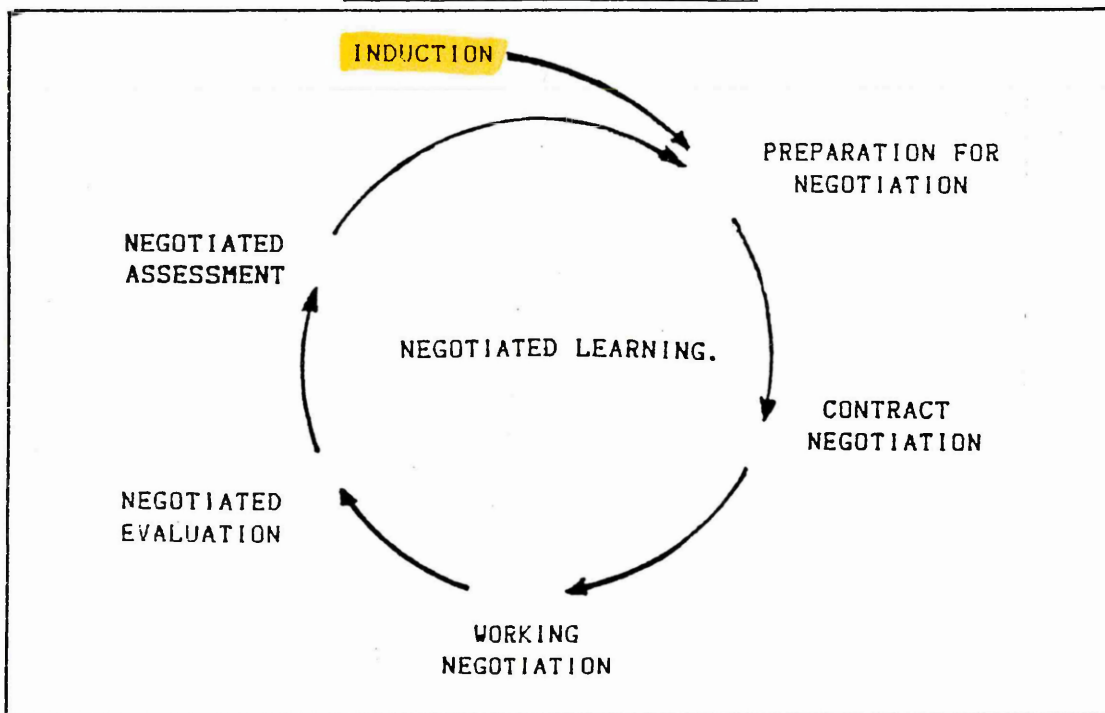 INDUCTION
PREPARATION FOR
NEGOTIATION
NEGOTIATED
ASSESSMENT
NEGOTIATED LEARNING.
CONTRACT
NEGOTIATION
NEGOTIATED
EVALUATION
WORKING
NEGOTIATION